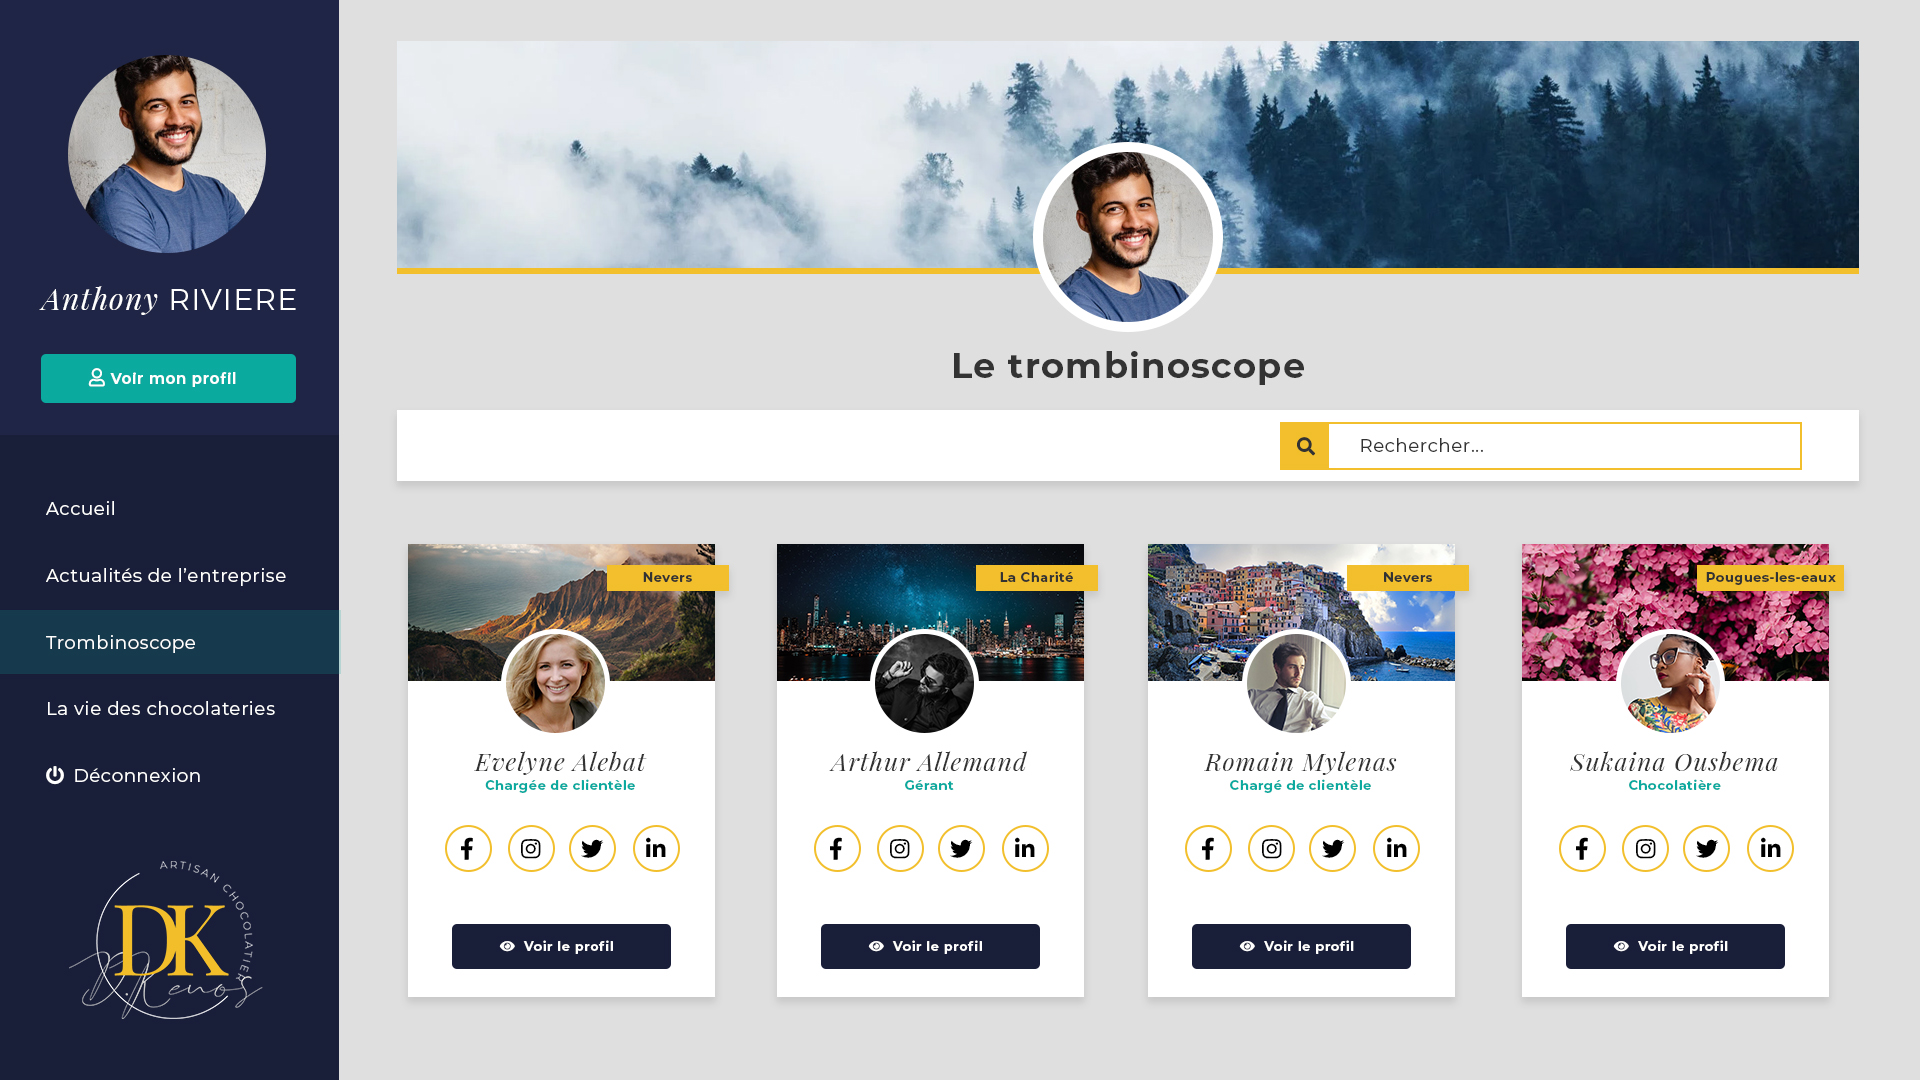 Anthony RIVIERE
Voir mon profil
Accueil
Actualités de l'entreprise
Trombinoscope
La vie des chocolateries
Déconnexion
ARTISAN CHOCOLATIER
DK
D.Kenos
Le trombinoscope
Rechercher...
Nevers
Evelyne Alebat
Chargée de clientèle
Voir le profil
La Charité
Arthur Allemand
Gérant
Voir le profil
Nevers
Romain Mylenas
Chargé de clientèle
Voir le profil
Pougues-les-eaux
Sukaina Ousbema
Chocolatière
Voir le profil